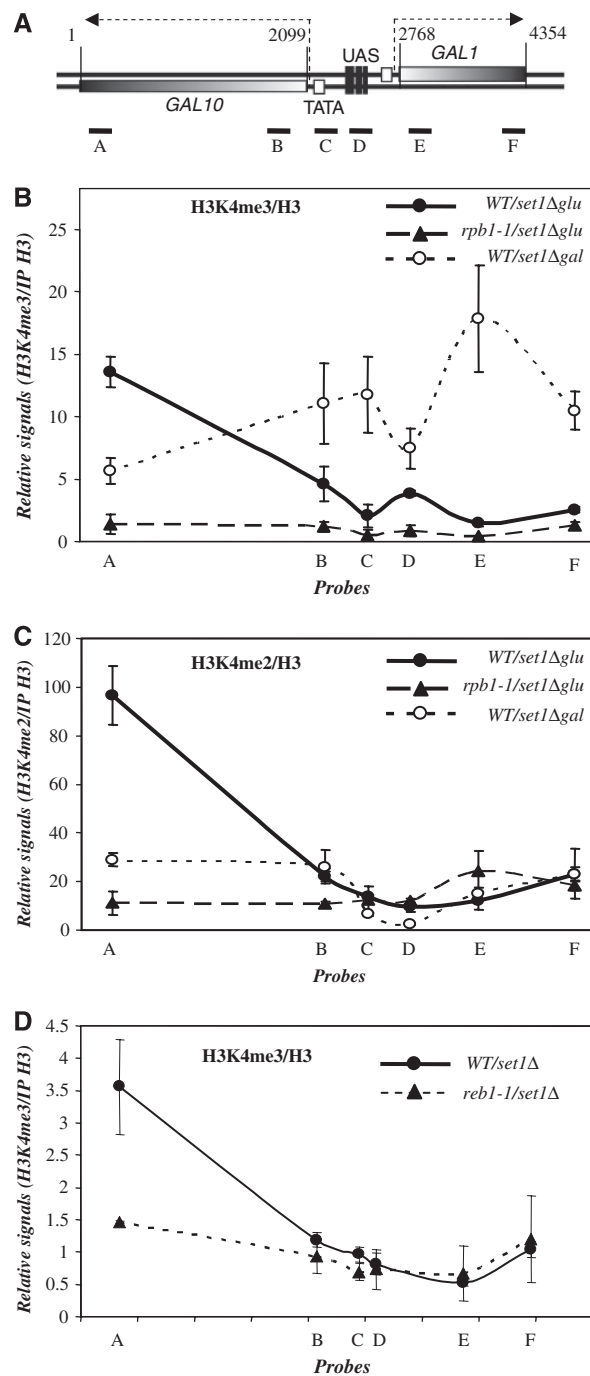 A
1
2099
2768
4354
UAS
GAL1
GAL10
TATA
A
B
C
D
E
F
B
H3K4me3/H3
WT/set1Δglu
rpb1-1/set1Δglu
WT/set1Δgal
Relative signals (H3K4me3/IP H3)
25
20
15
10
5
0
A
B
C
D
E
F
Probes
C
H3K4me2/H3
WT/set1Δglu
rpb1-1/set1Δglu
WT/set1Δgal
Relative signals (H3K4me2/IP H3)
120
100
80
60
40
20
0
A
B
C
D
E
F
Probes
D
H3K4me3/H3
WT/set1Δ
reb1-1/set1Δ
Relative signals (H3K4me3/IP H3)
4.5
4
3.5
3
2.5
2
1.5
1
0.5
0
A
B
C
D
E
F
Probes